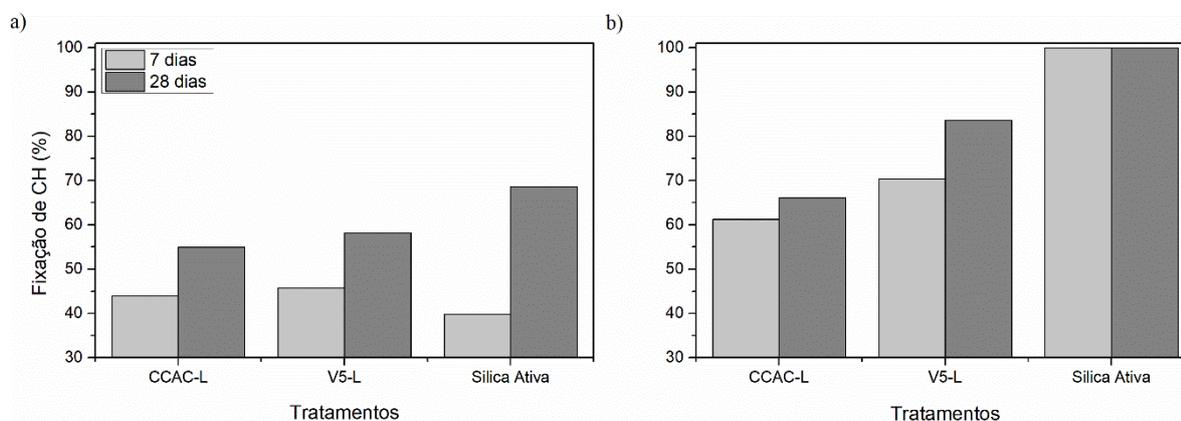 a)
Fixação de CH (%)
100
90
80
70
60
50
40
30
7 dias
28 dias
CCAC-L V5-L Silica Ativa
Tratamentos
b)
100
90
80
70
60
50
40
30
CCAC-L V5-L Silica Ativa
Tratamentos